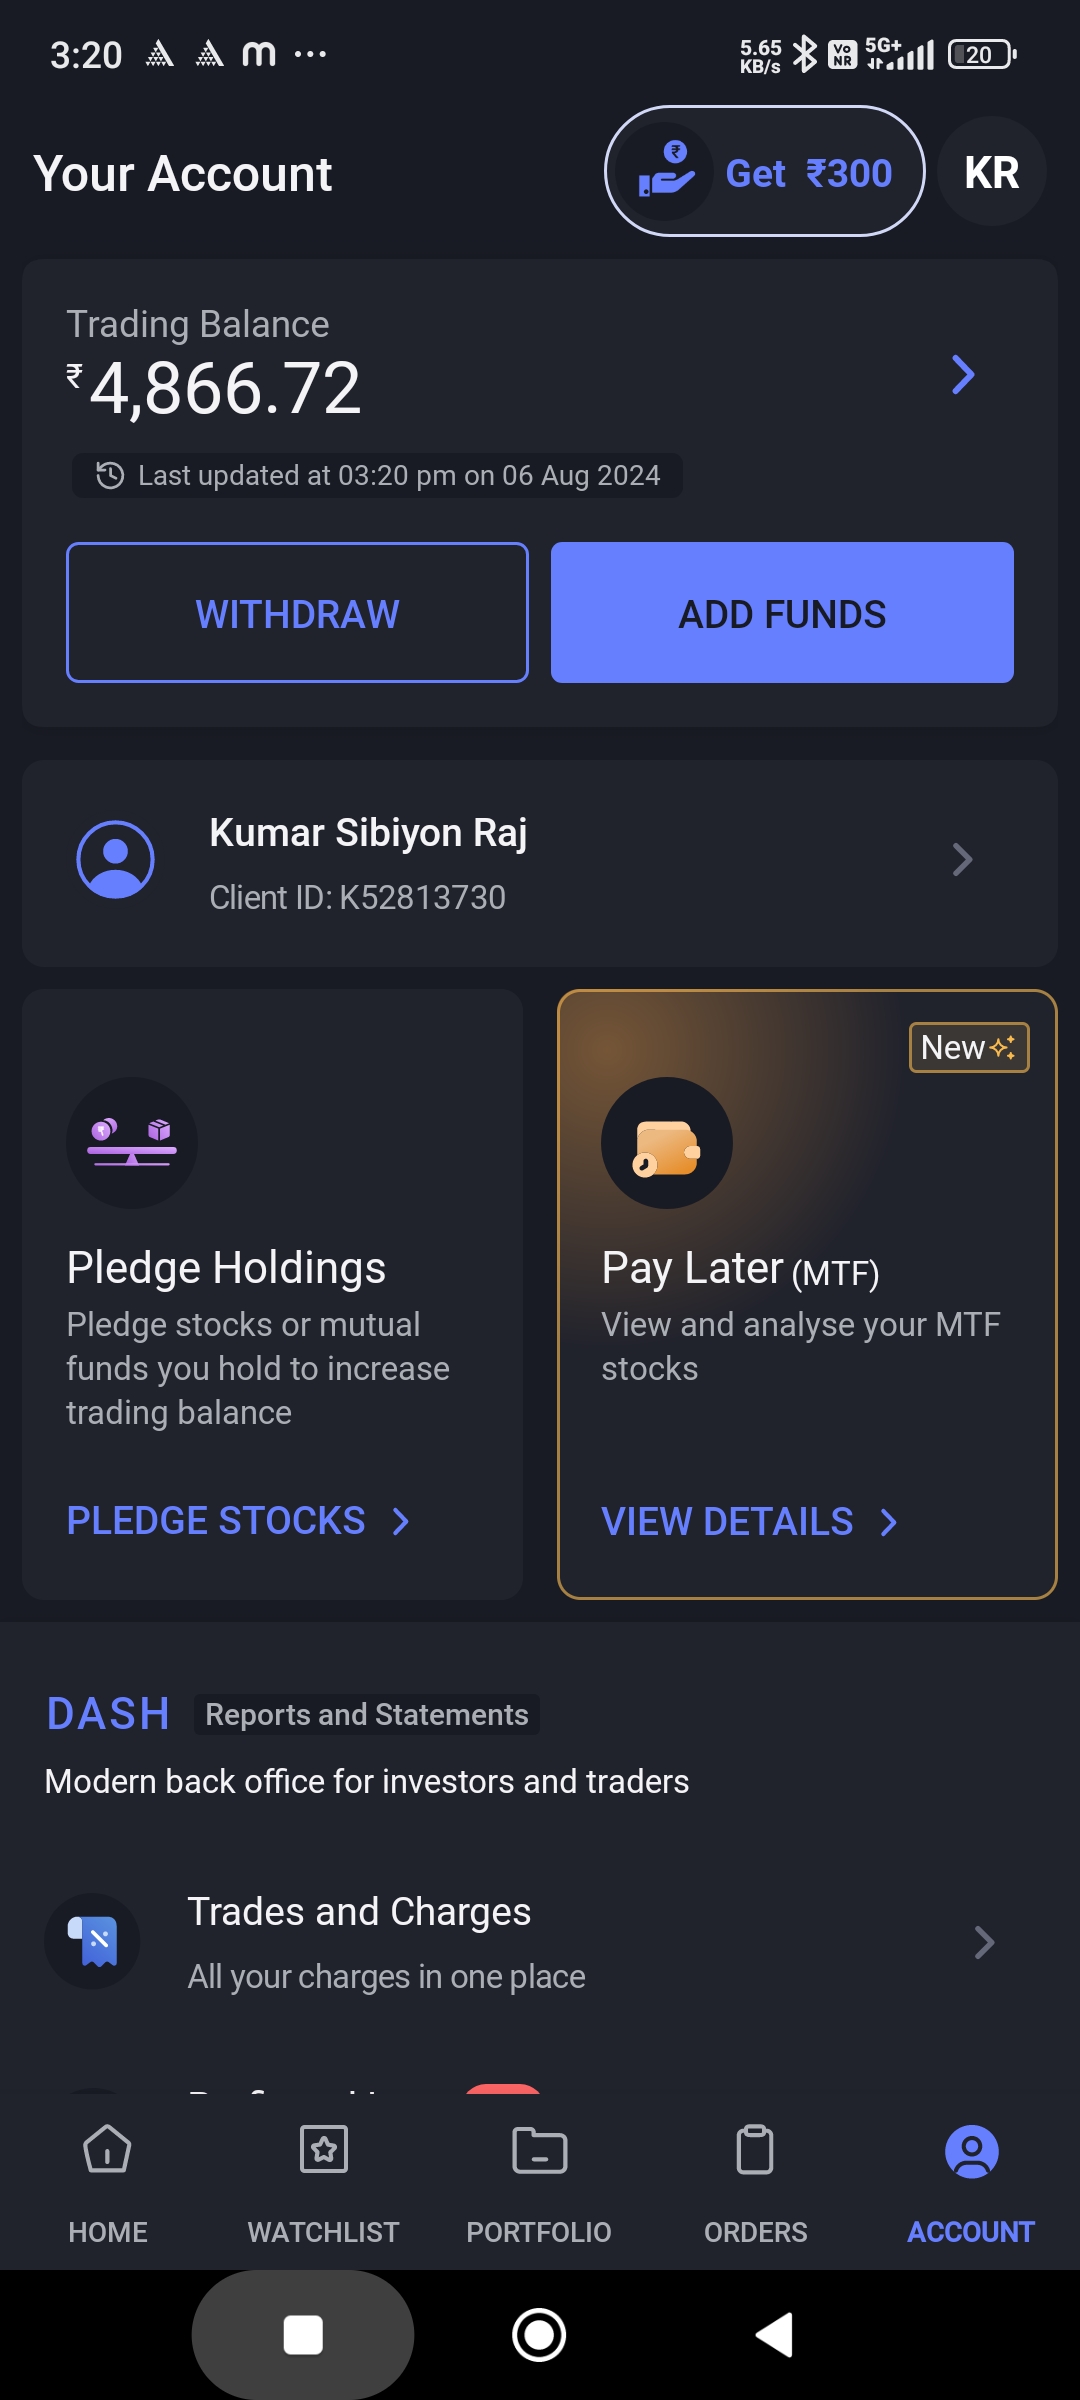 3:20
5.65 KB/s
Vo NR
5G+
20
Your Account
Get ₹300
KR
Trading Balance
₹4,866.72
Last updated at 03:20 pm on 06 Aug 2024
WITHDRAW
ADD FUNDS
Kumar Sibiyon Raj
Client ID: K52813730
New
Pledge Holdings
Pledge stocks or mutual
funds you hold to increase
trading balance
PLEDGE STOCKS
Pay Later (MTF)
View and analyse your MTF
stocks
VIEW DETAILS
DASH Reports and Statements
Modern back office for investors and traders
Trades and Charges
All your charges in one place
HOME
WATCHLIST
PORTFOLIO
ORDERS
ACCOUNT